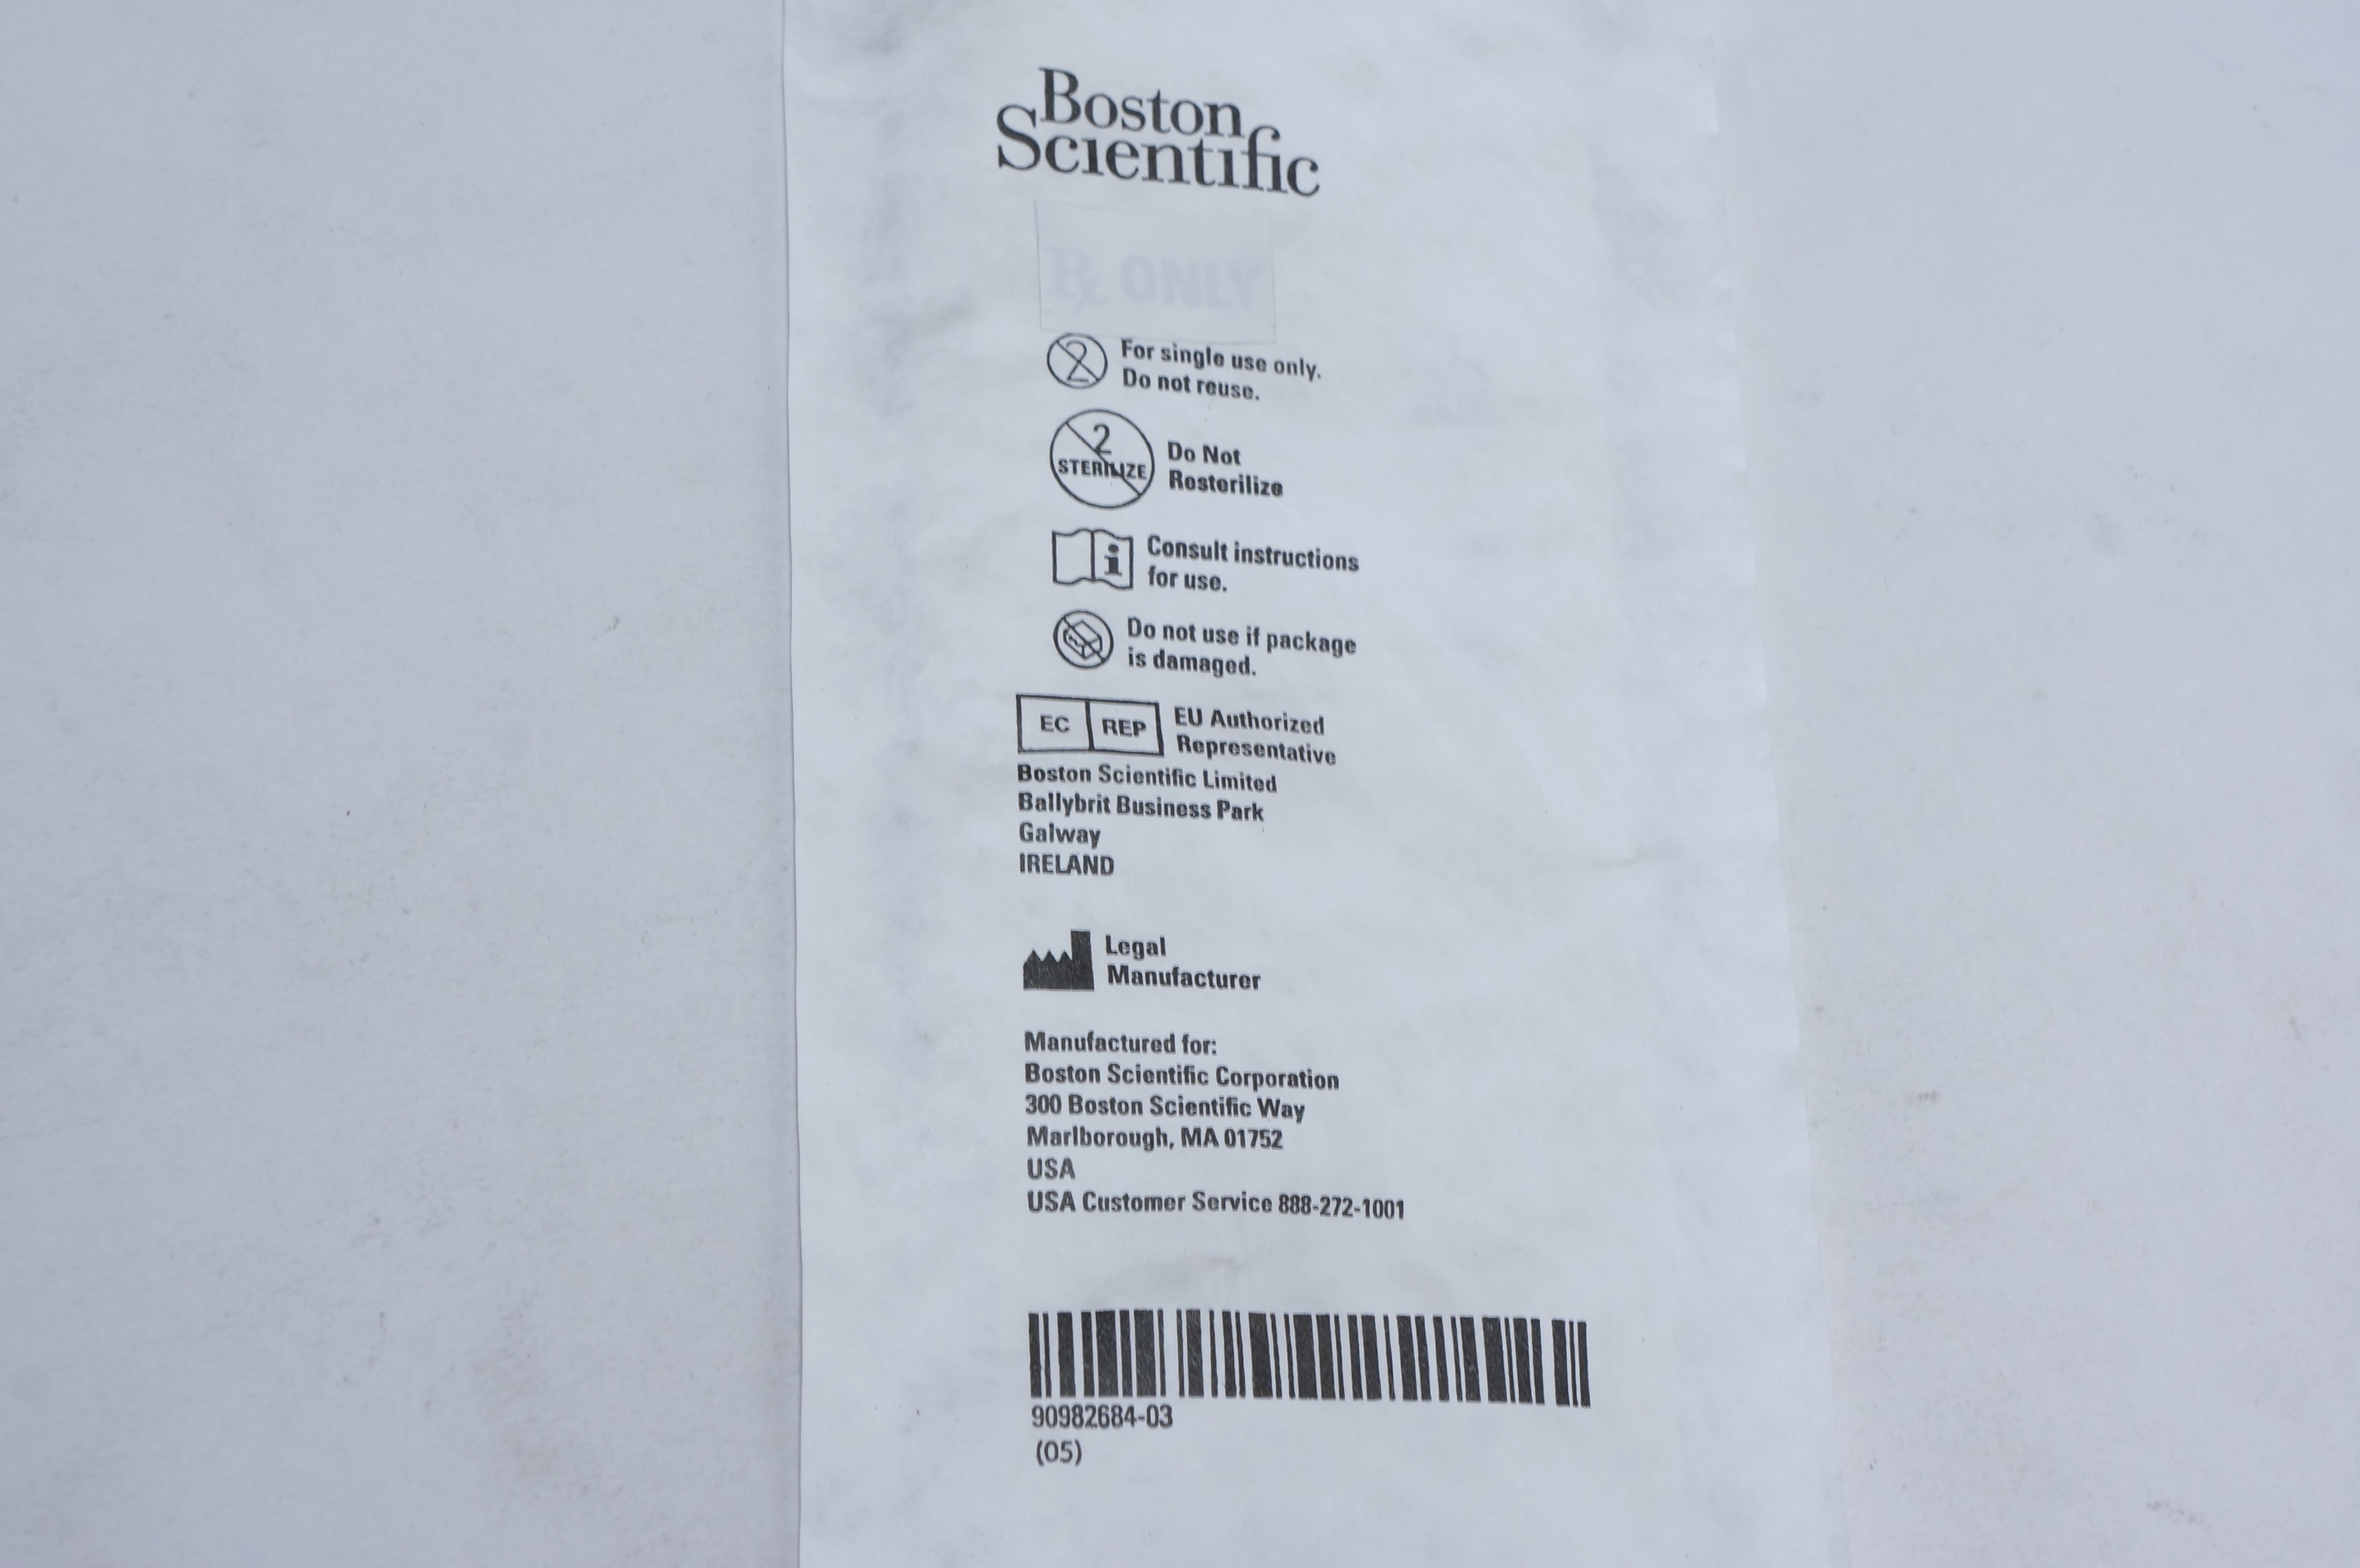 Boston
Scientific
Rx ONLY
2
For single use only.
Do not reuse.
2
STERILIZE
Do Not
Resterilize
i
Consult instructions
for use.
Do not use if package
is damaged.
EC REP
EU Authorized
Representative
Boston Scientific Limited
Ballybrit Business Park
Galway
IRELAND
Legal
Manufacturer
Manufactured for:
Boston Scientific Corporation
300 Boston Scientific Way
Marlborough, MA 01752
USA
USA Customer Service 888-272-1001
90982684-03
(05)